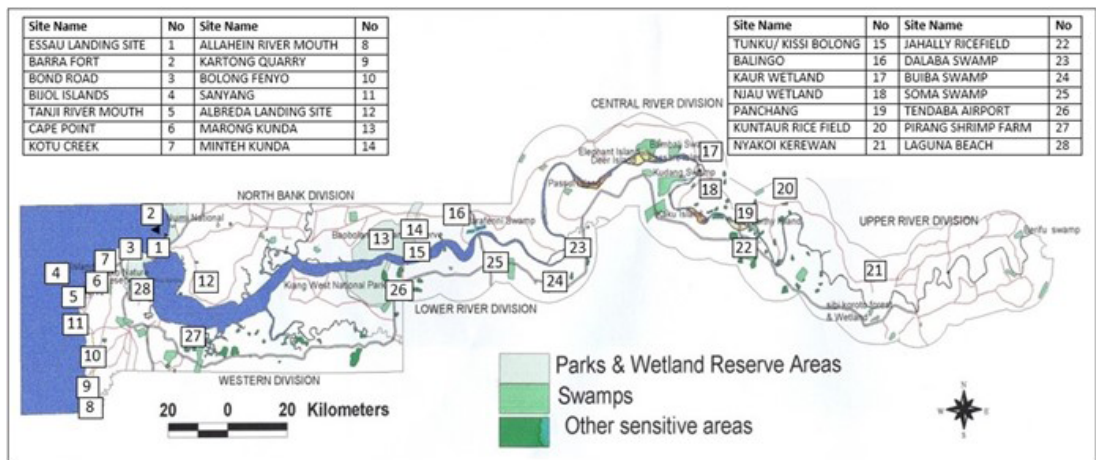 Site Name No Site Name No
ESSAU LANDING SITE 1 ALLAHEIN RIVER MOUTH 8
BARRA FORT 2 KARTONG QUARRY 9
BOND ROAD 3 BOLONG FENYO 10
BIJOL ISLANDS 4 SANYANG 11
TANJI RIVER MOUTH 5 ALBREDA LANDING SITE 12
CAPE POINT 6 MARONG KUNDA 13
KOTU CREEK 7 MINTEH KUNDA 14
Site Name No Site Name No
TUNKU/ KISSI BOLONG 15 JAHALLY RICEFIELD 22
BALINGO 16 DALABA SWAMP 23
KAUR WETLAND 17 BUIBA SWAMP 24
NJAU WETLAND 18 SOMA SWAMP 25
PANCHANG 19 TENDABA AIRPORT 26
KUNTAUR RICE FIELD 20 PIRANG SHRIMP FARM 27
NYAKOI KEREWAN 21 LAGUNA BEACH 28
CENTRAL RIVER DIVISION
Elephant Island
Deer Island
17
Kudang Swamp
18
20
NORTH BANK DIVISION
2
National
16
Swamp
14
13
15
19
UPPER RIVER DIVISION
swamp
3
1
7
4
6
12
28
5
23
22
25
24
21
Kiang West National Park
26
LOWER RIVER DIVISION
sibi koroto forest
& Wetland
11
27
10
WESTERN DIVISION
9
8
20 0 20 Kilometers
Parks & Wetland Reserve Areas
Swamps
Other sensitive areas
N
W
E
S